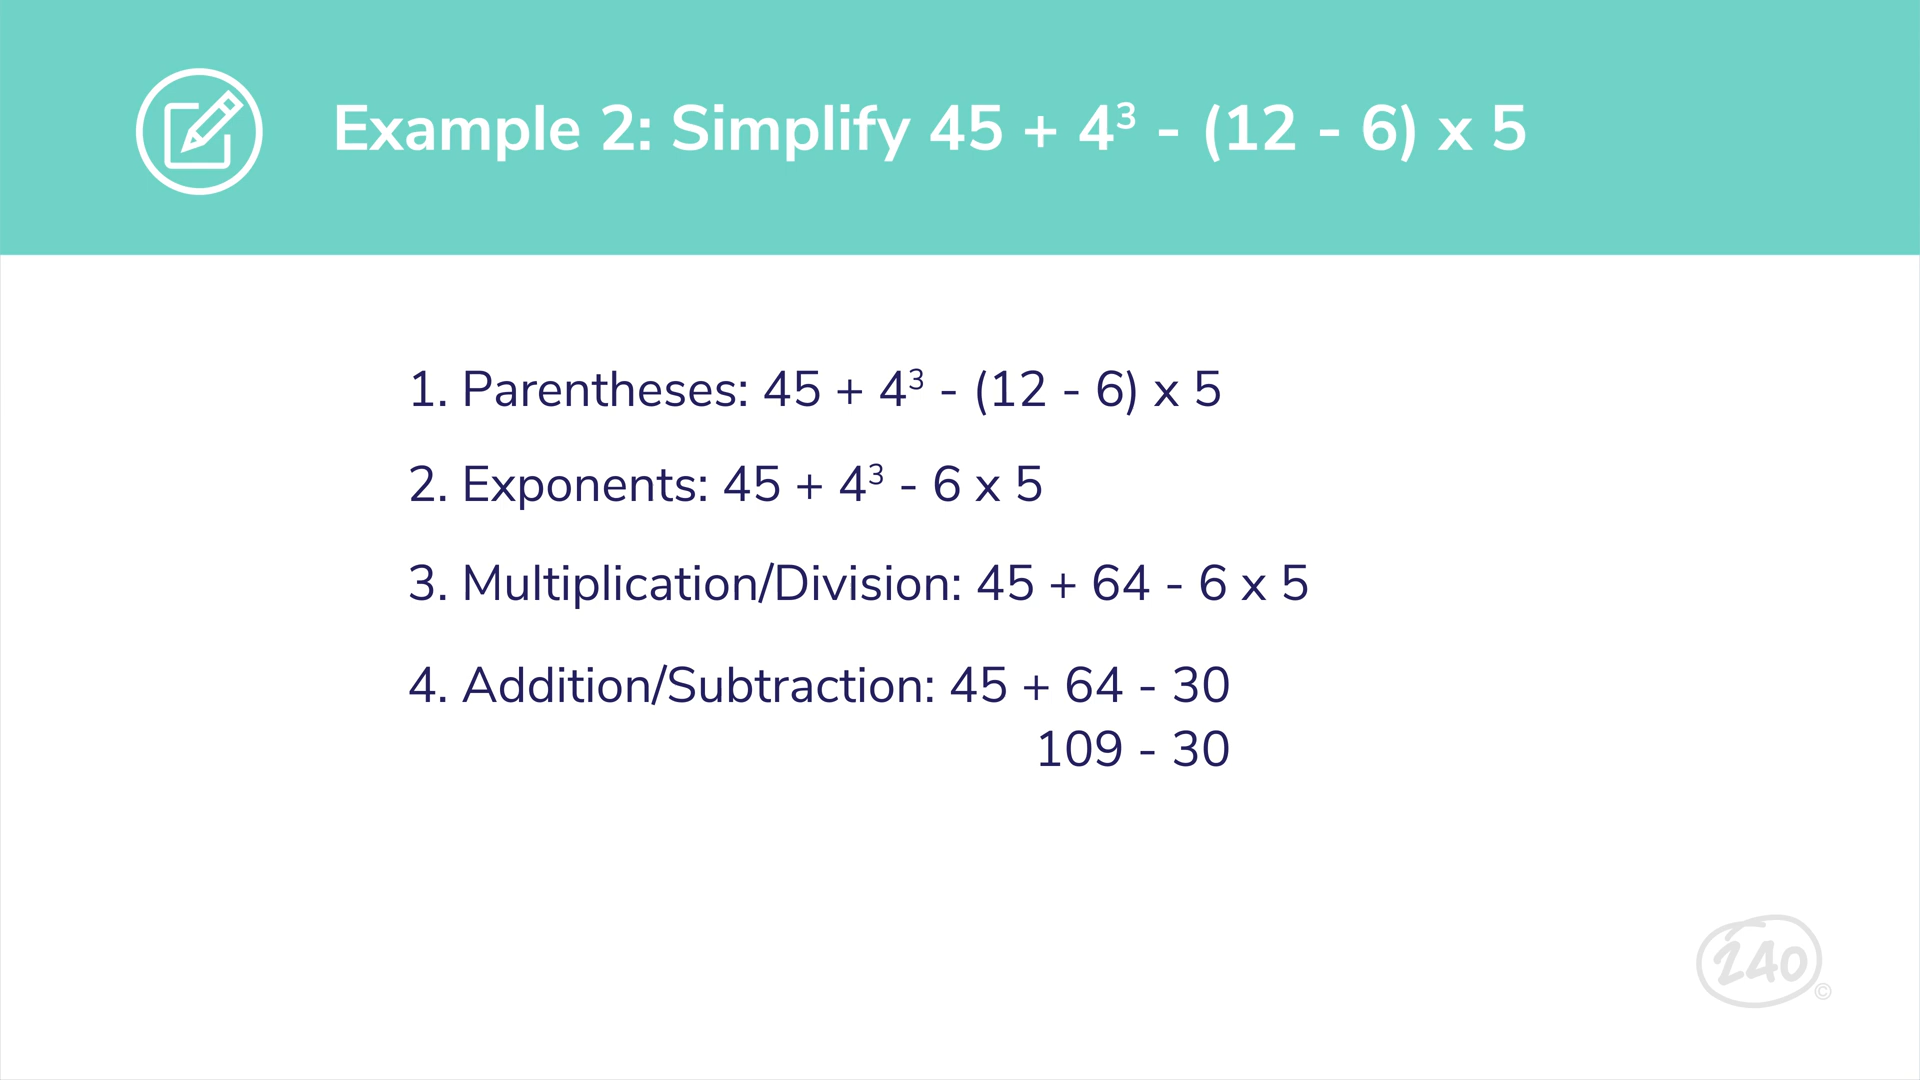 Example 2: Simplify 45 + 4³ - (12 - 6) x 5
1. Parentheses: 45 + 4³ - (12 - 6) x 5
2. Exponents: 45 + 4³ - 6 x 5
3. Multiplication/Division: 45 + 64 - 6 x 5
4. Addition/Subtraction: 45 + 64 - 30
109 - 30
240 ©